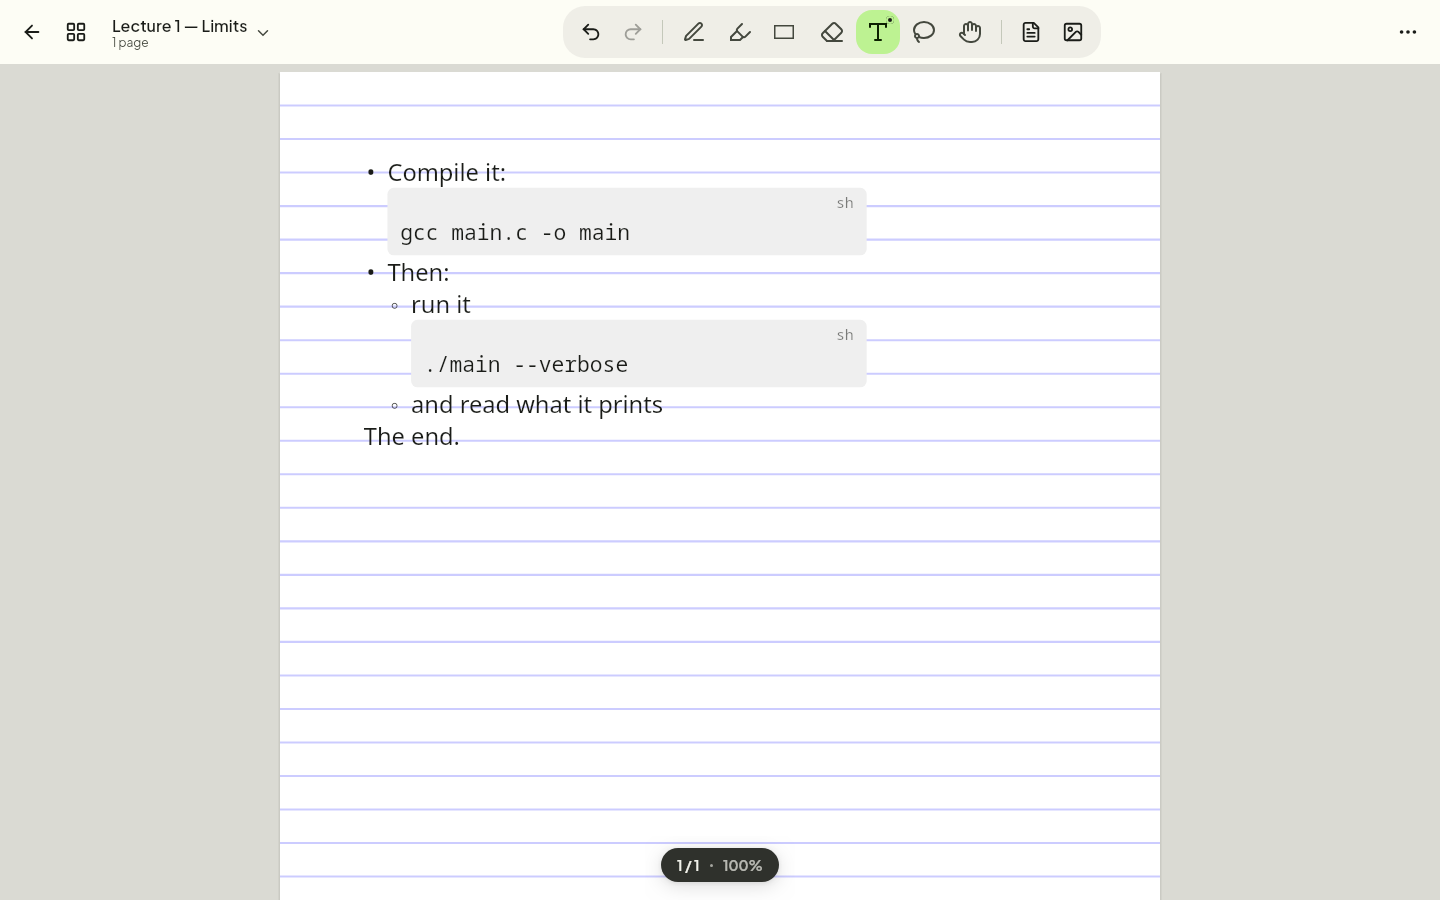 Lecture 1 — Limits
1 page
• Compile it:
sh
gcc main.c -o main
• Then:
◦ run it
sh
./main --verbose
◦ and read what it prints
The end.
1/1 · 100%